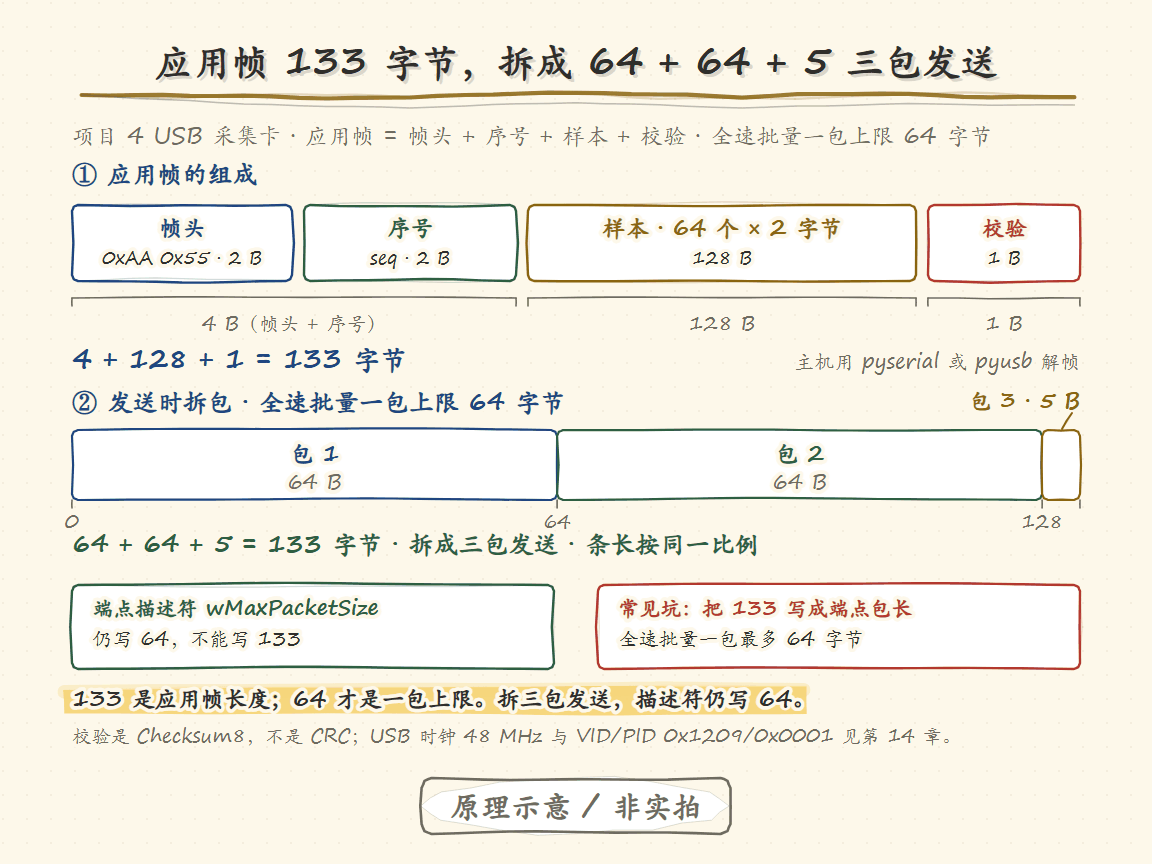 应用帧 133 字节，拆成 64 + 64 + 5 三包发送
项目 4 USB 采集卡 · 应用帧 = 帧头 + 序号 + 样本 + 校验 · 全速批量一包上限 64 字节
① 应用帧的组成
帧头
0xAA 0x55 · 2 B
序号
seq · 2 B
样本 · 64 个 × 2 字节
128 B
校验
1 B
4 B（帧头 + 序号）
128 B
1 B
4 + 128 + 1 = 133 字节
主机用 pyserial 或 pyusb 解帧
② 发送时拆包 · 全速批量一包上限 64 字节
包 3 · 5 B
包 1
64 B
包 2
64 B
0
64
128
64 + 64 + 5 = 133 字节 · 拆成三包发送 · 条长按同一比例
端点描述符 wMaxPacketSize
仍写 64，不能写 133
常见坑：把 133 写成端点包长
全速批量一包最多 64 字节
133 是应用帧长度；64 才是一包上限。拆三包发送，描述符仍写 64。
校验是 Checksum8，不是 CRC；USB 时钟 48 MHz 与 VID/PID 0x1209/0x0001 见第 14 章。
原理示意 / 非实拍